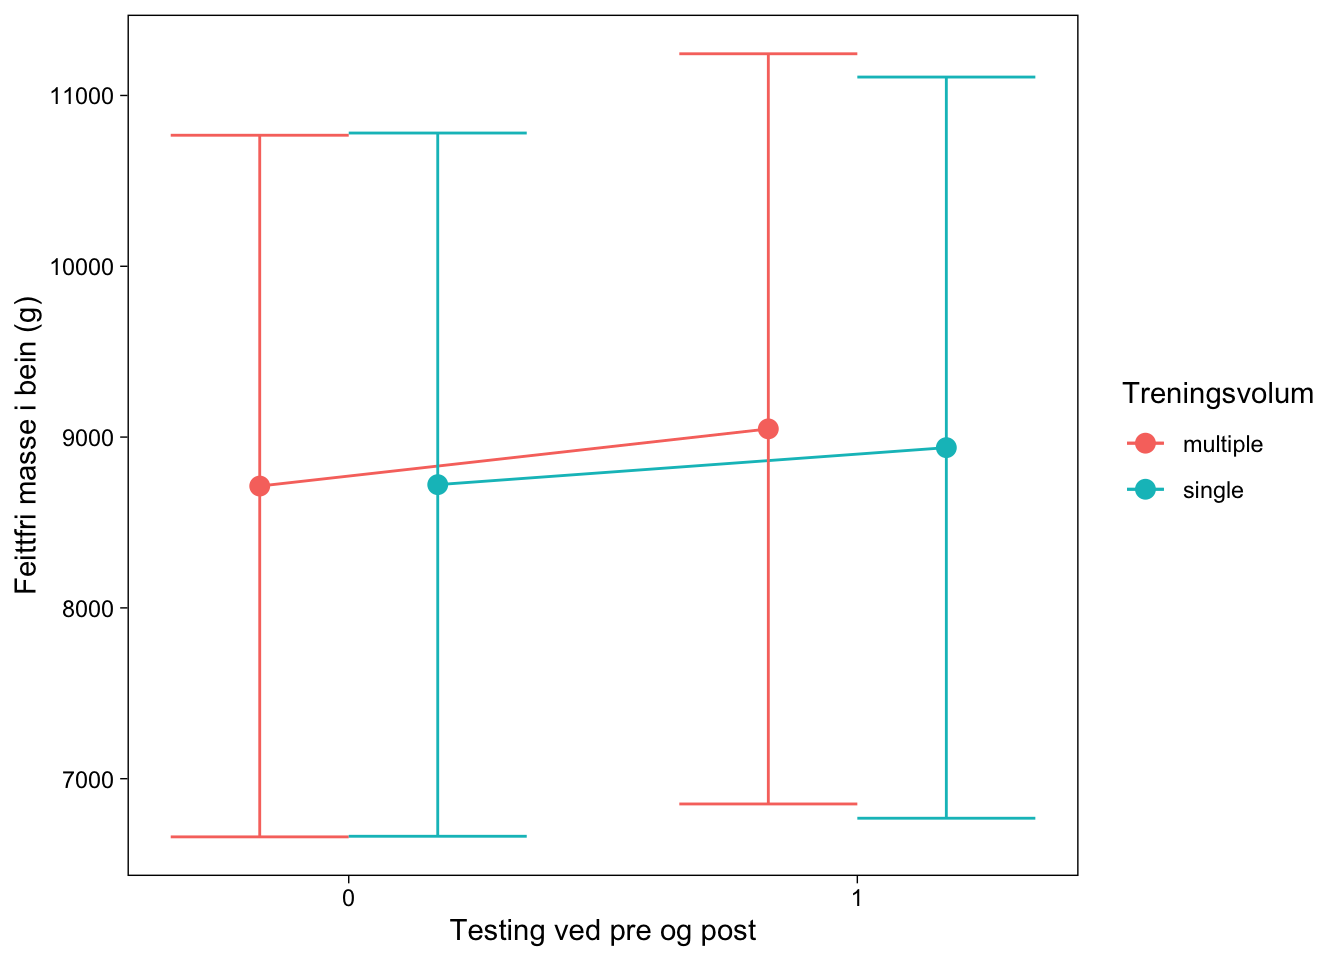 11000
10000
9000
8000
7000
Feittfri masse i bein (g)
0
1
Testing ved pre og post
Treningsvolum
multiple
single